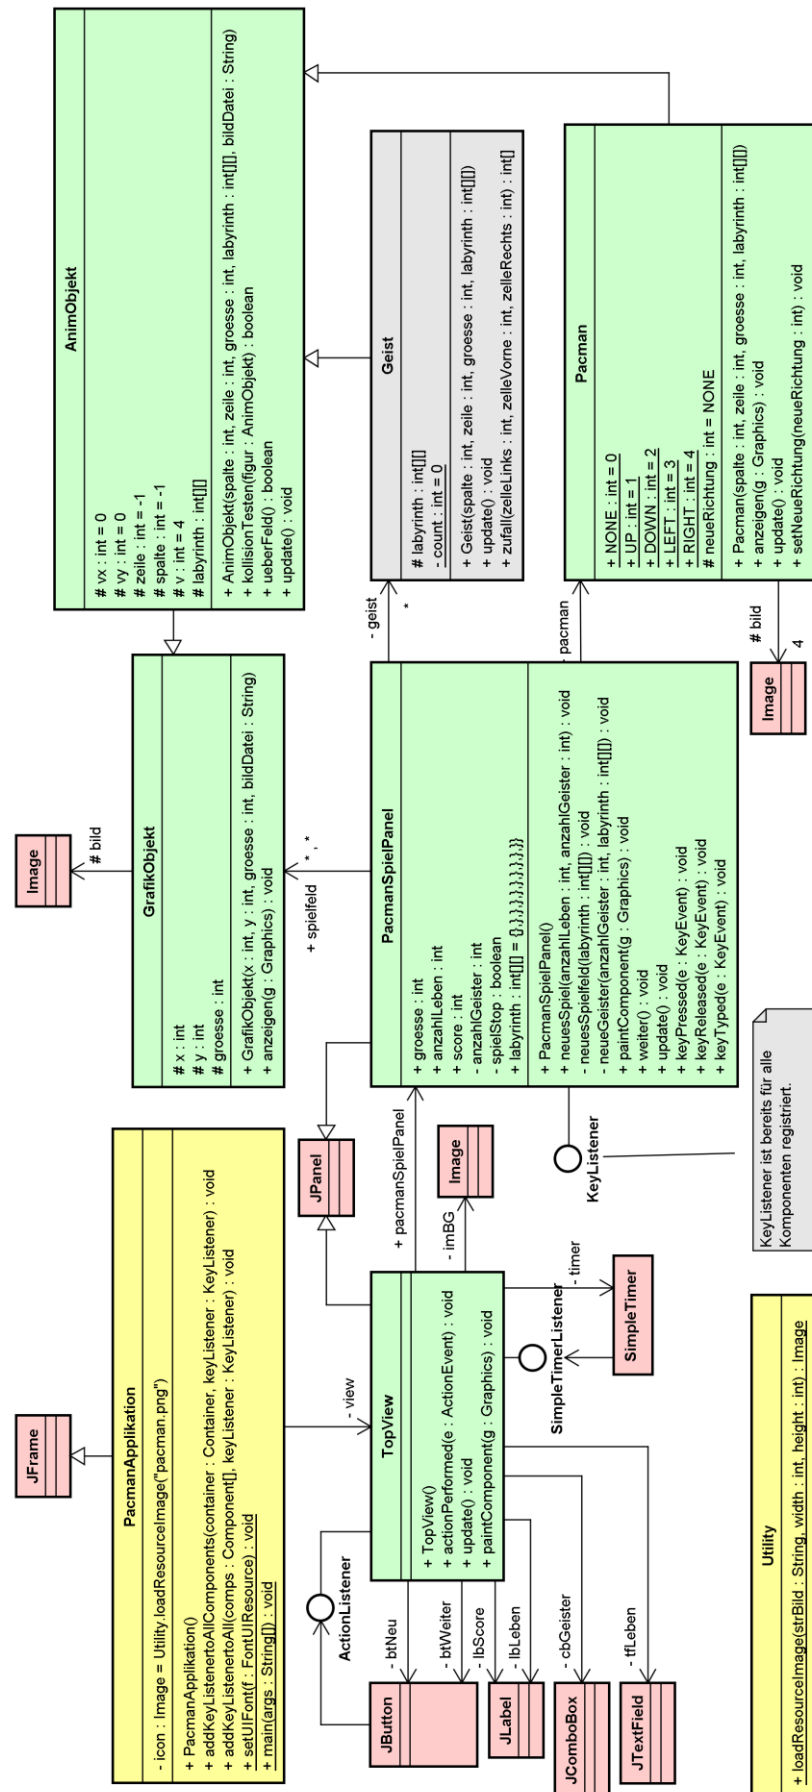 JFrame
PacmanApplikation
- icon : Image = Utility.loadResourceImage("pacman.png")
+ PacmanApplikation()
+ addKeyListenertoAllComponents(container : Container, keyListener : KeyListener) : void
+ addKeyListenertoAll(comps : Component[], keyListener : KeyListener) : void
+ setUIFont(f : FontUIResource) : void
+ main(args : String[]) : void
- view
Image
# bild
GrafikObjekt
# x : int
# y : int
# groesse : int
+ GrafikObjekt(x : int, y : int, groesse : int, bildDatei : String)
+ anzeigen(g : Graphics) : void
AnimObjekt
# vx : int = 0
# vy : int = 0
# zeile : int = -1
# spalte : int = -1
# v : int = 4
# labyrinth : int[][]
+ AnimObjekt(spalte : int, zeile : int, groesse : int, labyrinth : int[][], bildDatei : String)
+ kollisionTesten(figur : AnimObjekt) : boolean
+ ueberFeld() : boolean
+ update() : void
ActionListener
JPanel
+ spielfeld
* , *
JButton
- btNeu
- btWeiter
JLabel
- lbScore
- lbLeben
JComboBox
- cbGeister
JTextField
- tfLeben
TopView
+ TopView()
+ actionPerformed(e : ActionEvent) : void
+ update() : void
+ paintComponent(g : Graphics) : void
+ pacmanSpielPanel
- imBG
Image
SimpleTimerListener
- timer
SimpleTimer
PacmanSpielPanel
+ groesse : int
+ anzahlLeben : int
+ score : int
- anzahlGeister : int
- spielStop : boolean
+ labyrinth : int[][] = {},},},},},},},},},},}}
+ PacmanSpielPanel()
+ neuesSpiel(anzahlLeben : int, anzahlGeister : int) : void
- neuesSpielfeld(labyrinth : int[][]) : void
- neueGeister(anzahlGeister : int, labyrinth : int[][]) : void
+ paintComponent(g : Graphics) : void
+ weiter() : void
+ update() : void
+ keyPressed(e : KeyEvent) : void
+ keyReleased(e : KeyEvent) : void
+ keyTyped(e : KeyEvent) : void
KeyListener
KeyListener ist bereits für alle
Komponenten registriert.
- geist
*
Geist
# labyrinth : int[][]
- count : int = 0
+ Geist(spalte : int, zeile : int, groesse : int, labyrinth : int[][])
+ update() : void
+ zufall(zelleLinks : int, zelleVorne : int, zelleRechts : int) : int[]
- pacman
Pacman
+ NONE : int = 0
+ UP : int = 1
+ DOWN : int = 2
+ LEFT : int = 3
+ RIGHT : int = 4
# neueRichtung : int = NONE
+ Pacman(spalte : int, zeile : int, groesse : int, labyrinth : int[][])
+ anzeigen(g : Graphics) : void
+ update() : void
+ setNeueRichtung(neueRichtung : int) : void
# bild
4
Image
Utility
+ loadResourceImage(strBild : String, width : int, height : int) : Image